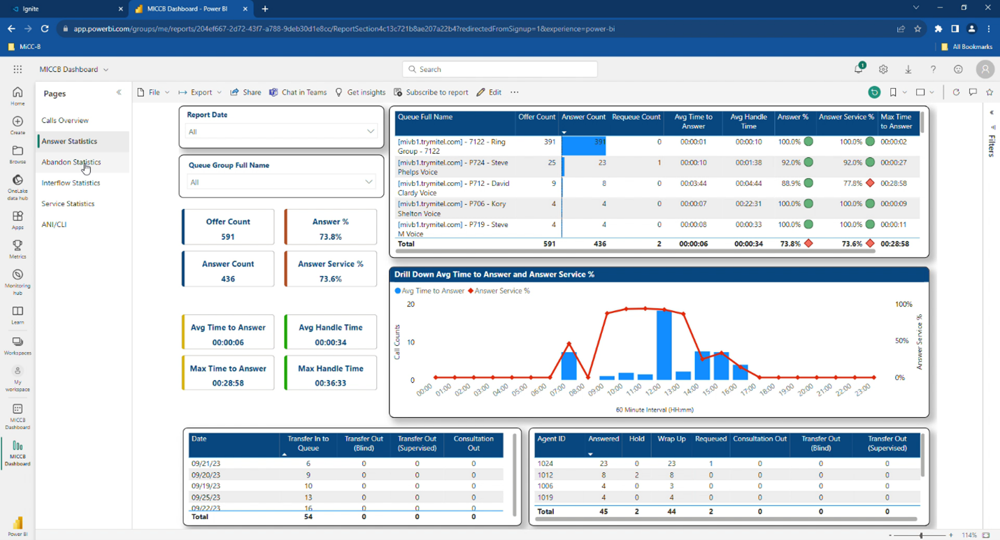 Ignite
MICCB Dashboard - Power BI
app.powerbi.com/groups/me/reports/204ef667-2d72-43f7-a788-9deb30d1e8cc/ReportSection4c13c721b8ae207a22b4?redirectedFromSignup=1&experience=power-bi
MiCC-B
All Bookmarks
MICCB Dashboard
Search
1
Home
Create
Browse
OneLake
data hub
Apps
Metrics
Monitoring
hub
Learn
Workspaces
My
workspace
MICCB
Dashboard
MICCB
Dashboard
Power BI
Pages
Calls Overview
Answer Statistics
Abandon Statistics
Interflow Statistics
Service Statistics
ANI/CLI
File
Export
Share
Chat in Teams
Get insights
Subscribe to report
Edit
Filters
Report Date
All
Queue Group Full Name
All
Offer Count
591
Answer %
73.8%
Answer Count
436
Answer Service %
73.6%
Avg Time to Answer
00:00:06
Avg Handle Time
00:00:34
Max Time to Answer
00:28:58
Max Handle Time
00:36:33
Queue Full Name Offer Count Answer Count Requeue Count Avg Time to Answer Avg Handle Time Answer % Answer Service % Max Time to Answer
[mivb1.trymitel.com] - 7122 - Ring 391 391 0 00:00:01 00:00:10 100.0% 100.0% 00:00:02
Group - 7122
[mivb1.trymitel.com] - P724 - Steve 25 23 1 00:00:10 00:01:38 92.0% 92.0% 00:00:27
Phelps Voice
[mivb1.trymitel.com] - P712 - David 9 8 0 00:03:44 00:04:44 88.9% 77.8% 00:28:58
Clardy Voice
[mivb1.trymitel.com] - P706 - Kory 4 4 0 00:00:07 00:22:31 100.0% 100.0% 00:00:09
Shelton Voice
[mivb1.trymitel.com] - P719 - Steve 4 4 0 00:00:08 00:00:33 100.0% 100.0% 00:00:11
M Voice
Total 591 436 2 00:00:06 00:00:34 73.8% 73.6% 00:28:58
Drill Down Avg Time to Answer and Answer Service %
Avg Time to Answer Answer Service %
20
10
0
Call Counts
100%
50%
0%
Answer Service %
00:00 01:00 02:00 03:00 04:00 05:00 06:00 07:00 08:00 09:00 10:00 11:00 12:00 13:00 14:00 15:00 16:00 17:00 18:00 19:00 20:00 21:00 22:00 23:00
60 Minute Interval (HH:mm)
Date Transfer In to Queue Transfer Out (Blind) Transfer Out (Supervised) Consultation Out
09/21/23 6 0 0 0
09/20/23 9 0 0 0
09/19/23 10 0 0 0
09/25/23 13 0 0 0
09/22/23 16 0 0 0
Total 54 0 0 0
Agent ID Answered Hold Wrap Up Requeued Consultation Out Transfer Out (Blind) Transfer Out (Supervised)
1024 23 0 23 1 0 0 0
1012 8 2 8 0 0 0 0
1006 4 0 3 0 0 0 0
1019 4 0 4 0 0 0 0
Total 45 2 44 2 0 0 0
114%